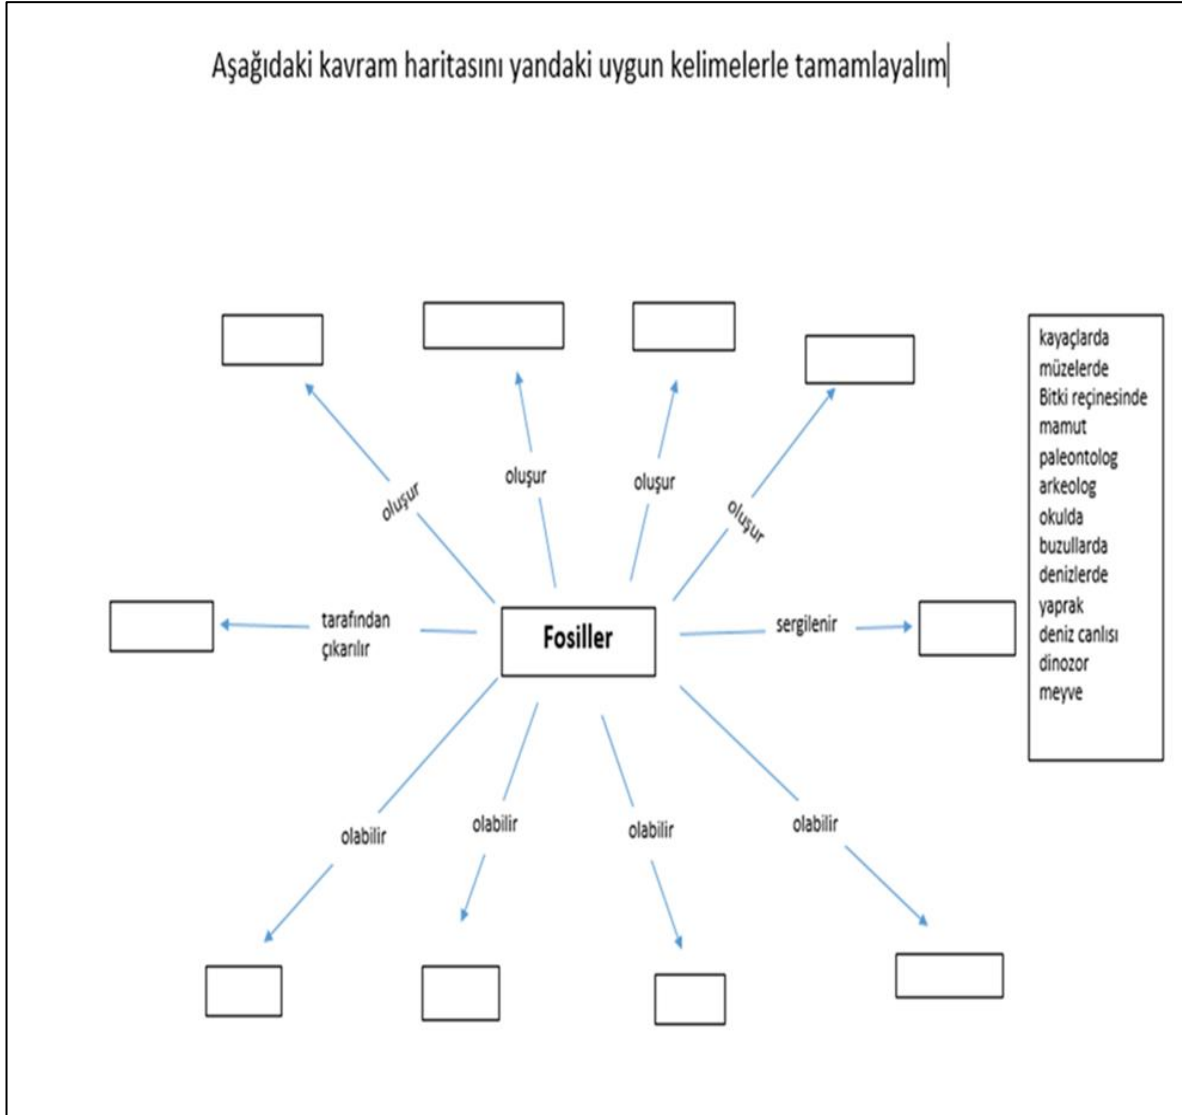 Aşağıdaki kavram haritasını yandaki uygun kelimelerle tamamlayalım
oluşur
oluşur
oluşur
oluşur
tarafından
çıkarılır
Fosiller
sergilenir
olabilir
olabilir
olabilir
olabilir
kayaçlarda
müzelerde
Bitki reçinesinde
mamut
paleontolog
arkeolog
okulda
buzullarda
denizlerde
yaprak
deniz canlısı
dinozor
meyve